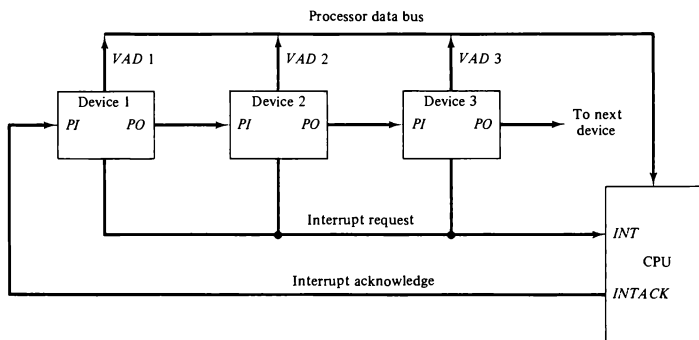 Processor data bus
VAD 1
VAD 2
VAD 3
Device 1
PI
PO
Device 2
PI
PO
Device 3
PI
PO
To next
device
Interrupt request
INT
CPU
Interrupt acknowledge
INTACK